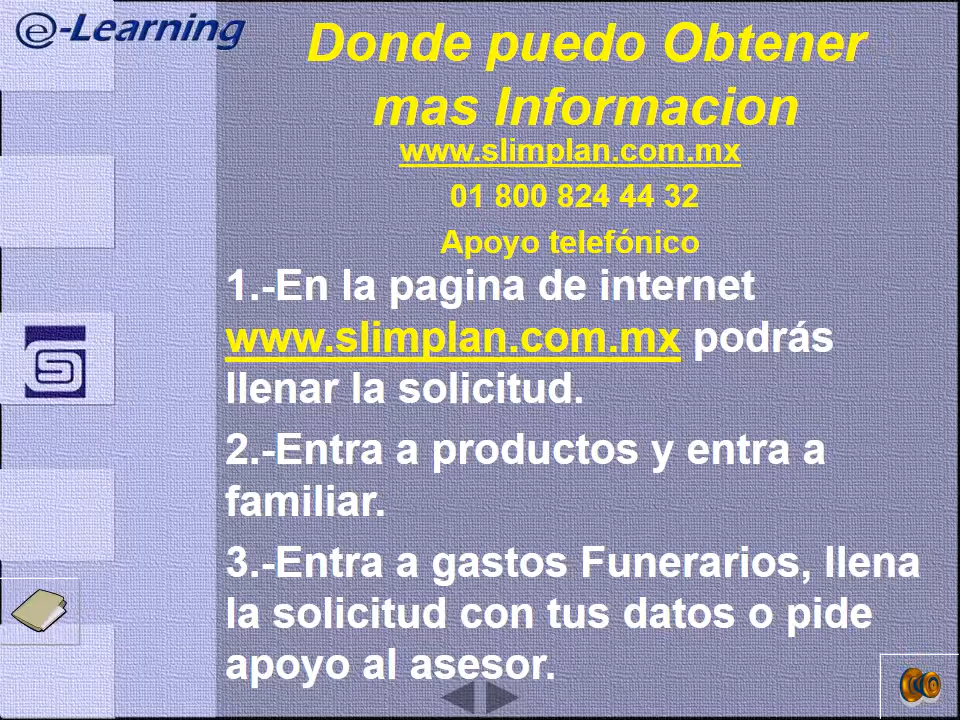 e-Learning
Donde puedo Obtener
mas Informacion
www.slimplan.com.mx
01 800 824 44 32
Apoyo telefónico
1.-En la pagina de internet
www.slimplan.com.mx podrás
llenar la solicitud.
2.-Entra a productos y entra a
familiar.
3.-Entra a gastos Funerarios, llena
la solicitud con tus datos o pide
apoyo al asesor.